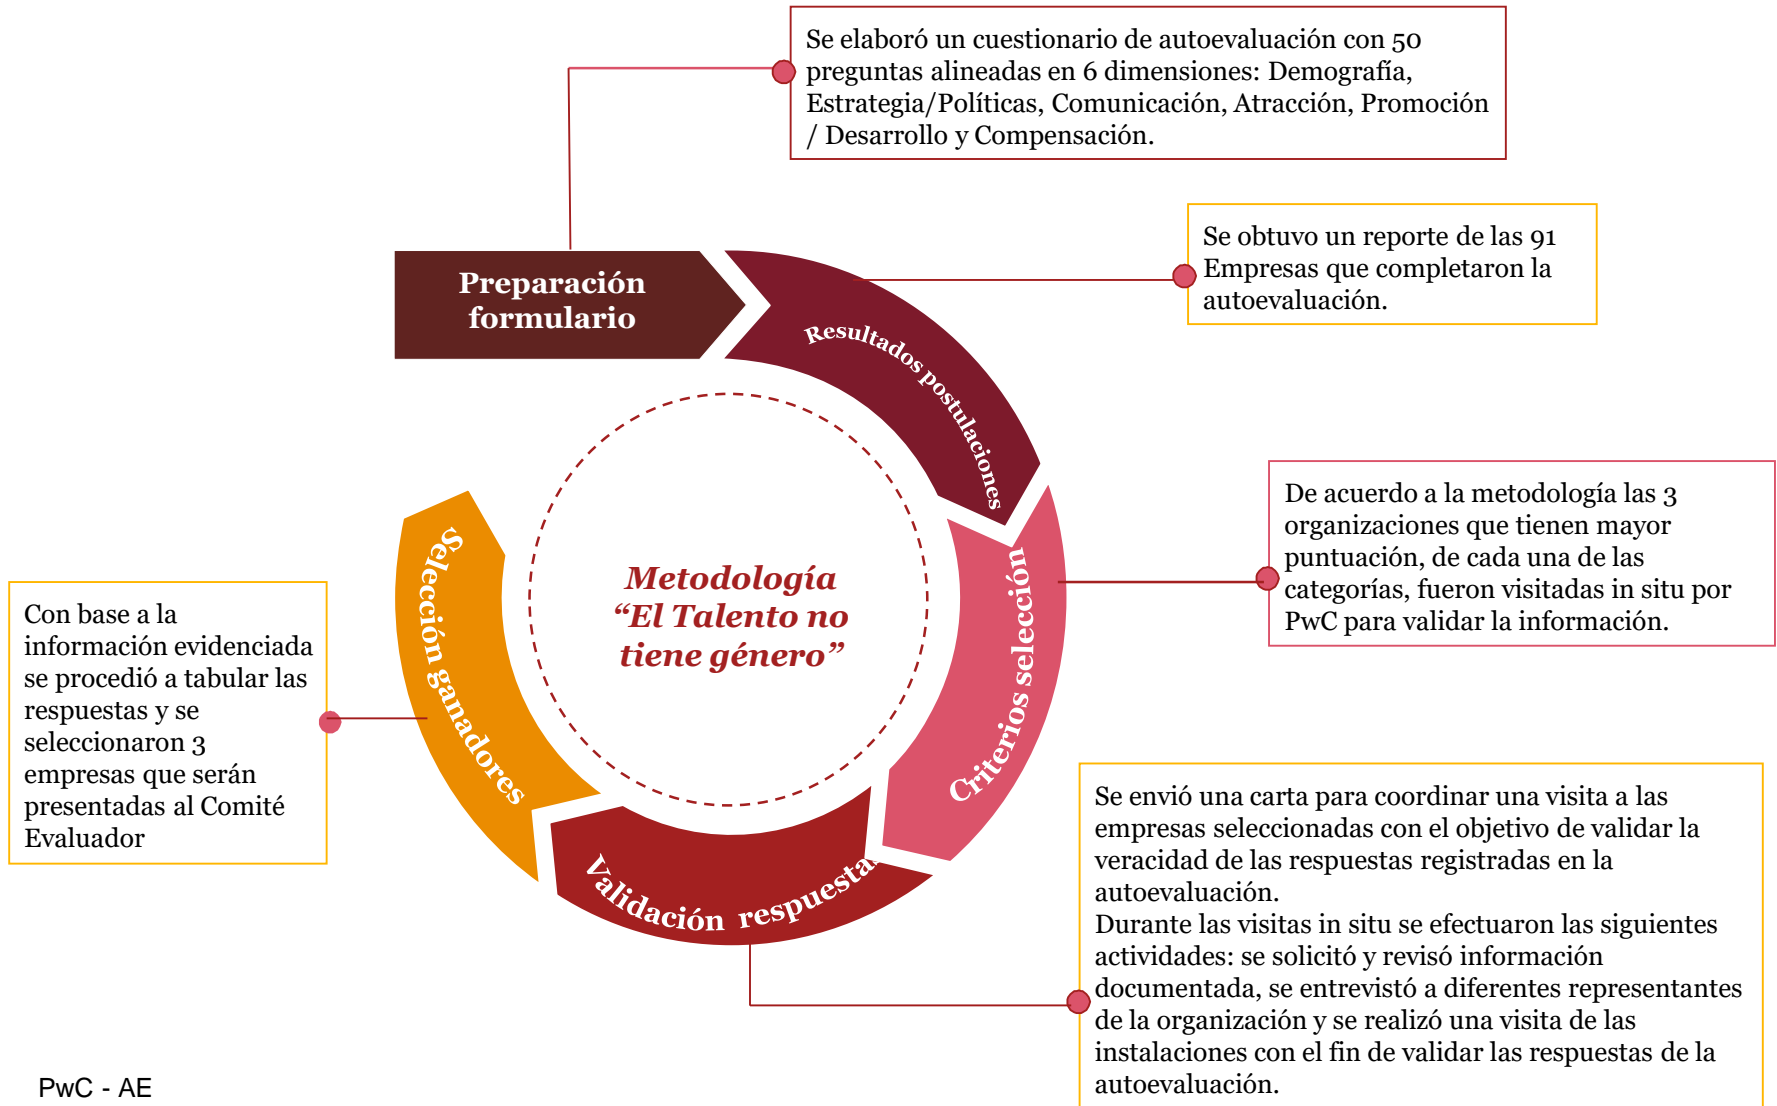 Se elaboró un cuestionario de autoevaluación con 50
preguntas alineadas en 6 dimensiones: Demografía,
Estrategia/Políticas, Comunicación, Atracción, Promoción
/ Desarrollo y Compensación.
Preparación
formulario
Se obtuvo un reporte de las 91
Empresas que completaron la
autoevaluación.
Resultados postulaciones
De acuerdo a la metodología las 3
organizaciones que tienen mayor
puntuación, de cada una de las
categorías, fueron visitadas in situ por
PwC para validar la información.
Criterios selección
Metodología
“El Talento no
tiene género”
Se envió una carta para coordinar una visita a las
empresas seleccionadas con el objetivo de validar la
veracidad de las respuestas registradas en la
autoevaluación.
Durante las visitas in situ se efectuaron las siguientes
actividades: se solicitó y revisó información
documentada, se entrevistó a diferentes representantes
de la organización y se realizó una visita de las
instalaciones con el fin de validar las respuestas de la
autoevaluación.
Validación respuestas
Selección ganadores
Con base a la
información evidenciada
se procedió a tabular las
respuestas y se
seleccionaron 3
empresas que serán
presentadas al Comité
Evaluador
PwC - AE